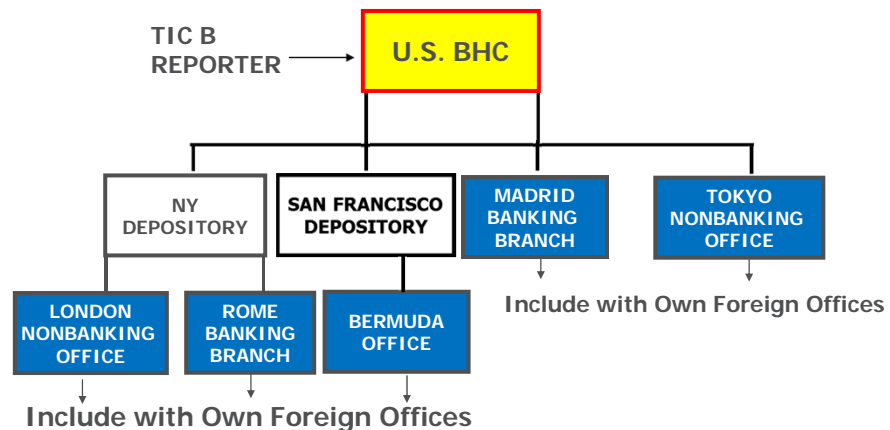 TIC B
REPORTER
U.S. BHC
NY
DEPOSITORY
SAN FRANCISCO
DEPOSITORY
MADRID
BANKING
BRANCH
TOKYO
NONBANKING
OFFICE
Include with Own Foreign Offices
LONDON
NONBANKING
OFFICE
ROME
BANKING
BRANCH
BERMUDA
OFFICE
Include with Own Foreign Offices